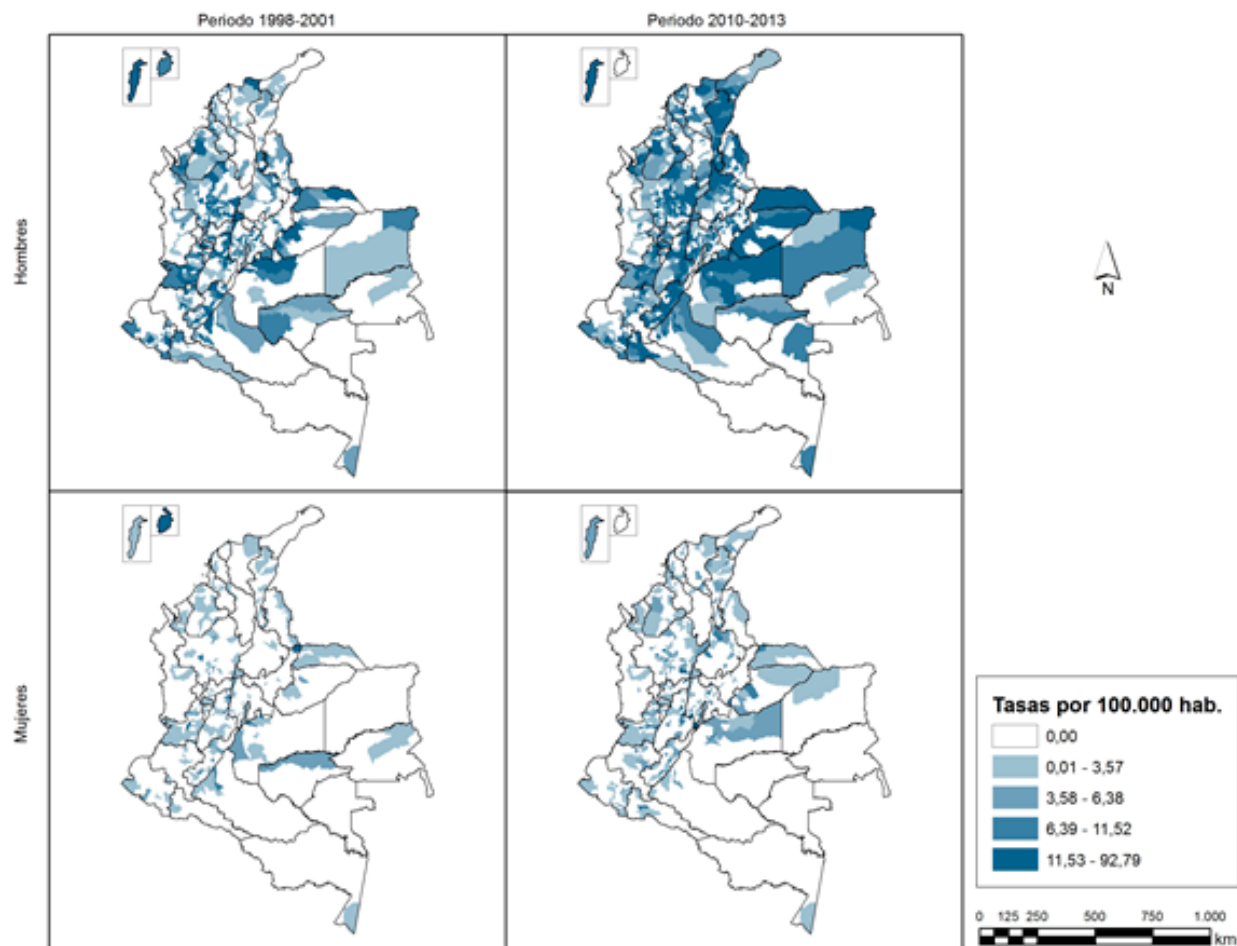 Periodo 1998-2001
Periodo 2010-2013
Hombres
N
Mujeres
Tasas por 100.000 hab.
0,00
0,01 - 3,57
3,58 - 6,38
6,39 - 11,52
11,53 - 92,79
0 125 250 500 750 1.000
km